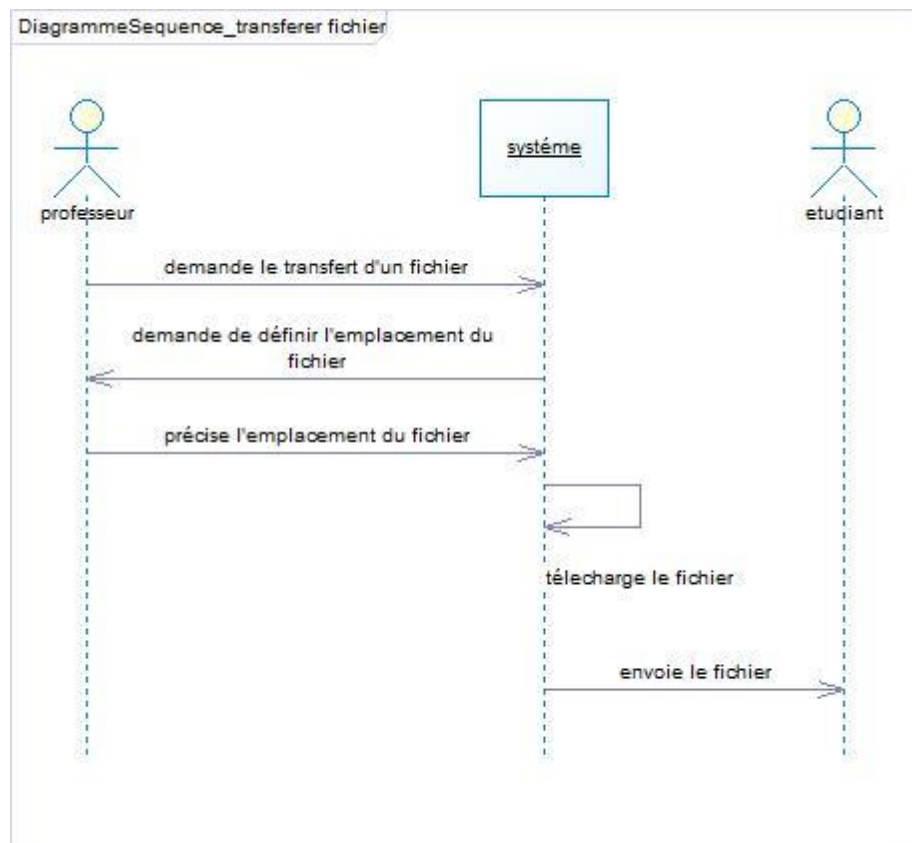 DiagrammeSequence_transferer fichier
systéme
professeur
etudiant
demande le transfert d'un fichier
demande de définir l'emplacement du
fichier
précise l'emplacement du fichier
télecharge le fichier
envoie le fichier